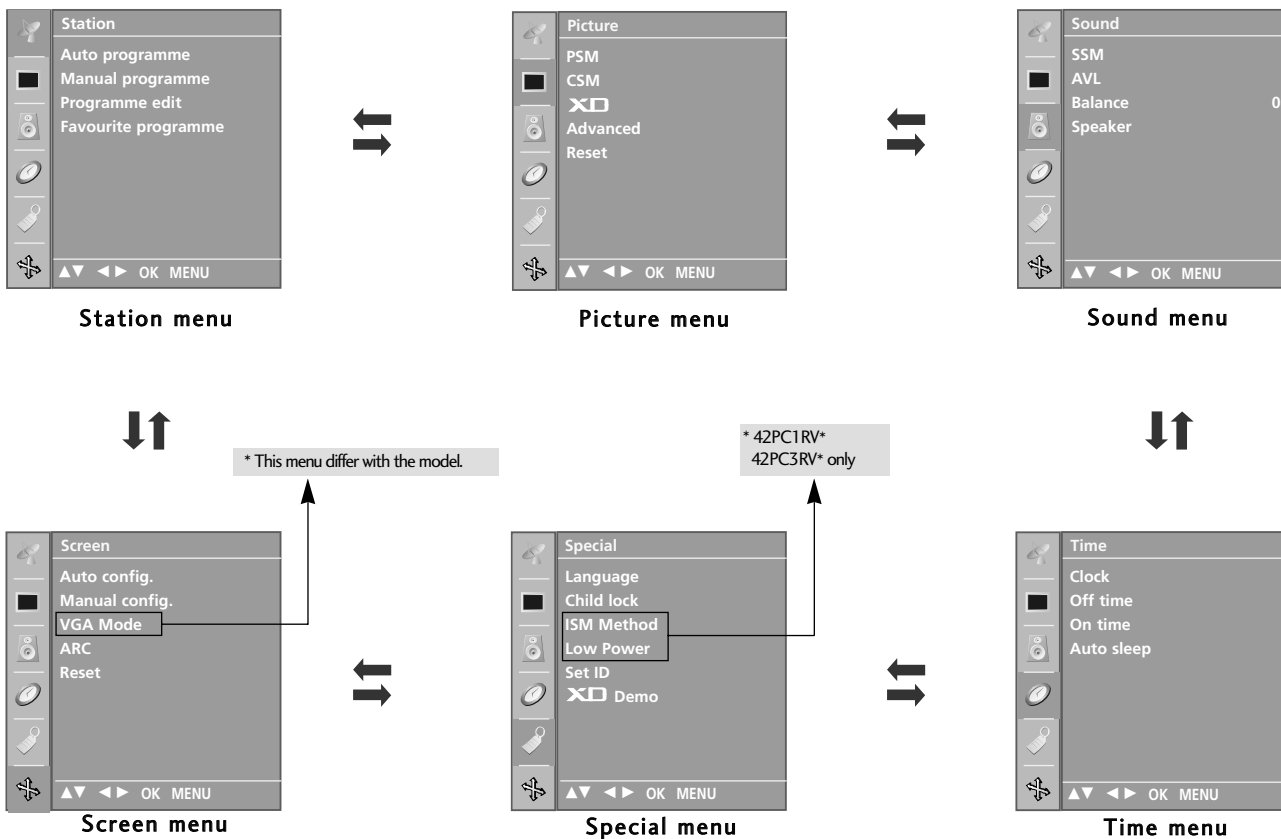 Station
Auto programme
Manual programme
Programme edit
Favourite programme
▲▼ ◄► OK MENU
Station menu
Picture
PSM
CSM
XD
Advanced
Reset
▲▼ ◄► OK MENU
Picture menu
Sound
SSM
AVL
Balance 0
Speaker
▲▼ ◄► OK MENU
Sound menu
* This menu differ with the model.
* 42PC1RV*
42PC3RV* only
Screen
Auto config.
Manual config.
VGA Mode
ARC
Reset
▲▼ ◄► OK MENU
Screen menu
Special
Language
Child lock
ISM Method
Low Power
Set ID
XD Demo
▲▼ ◄► OK MENU
Special menu
Time
Clock
Off time
On time
Auto sleep
▲▼ ◄► OK MENU
Time menu